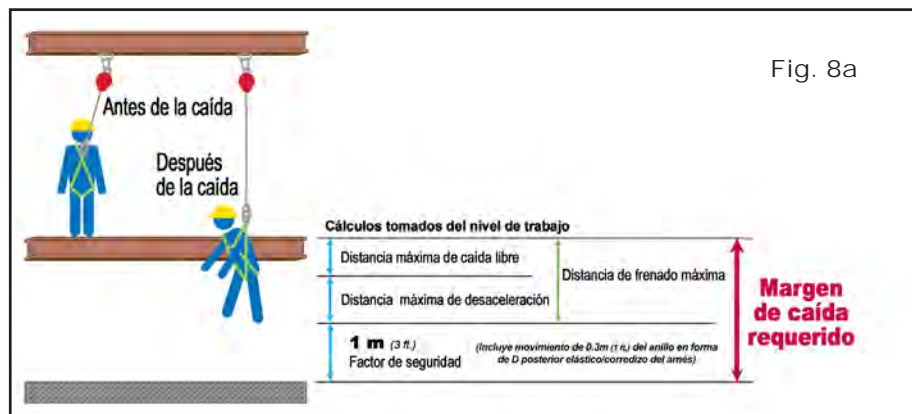 Fig. 8a
Antes de la caída
Después
de la caída
Cálculos tomados del nivel de trabajo
Distancia máxima de caída libre
Distancia máxima de desaceleración
Distancia de frenado máxima
1 m (3 ft.)
Factor de seguridad
(Incluye movimiento de 0.3m (1 ft.) del anillo en forma
de D posterior elástico/corredizo del arnés)
Margen
de caída
requerido